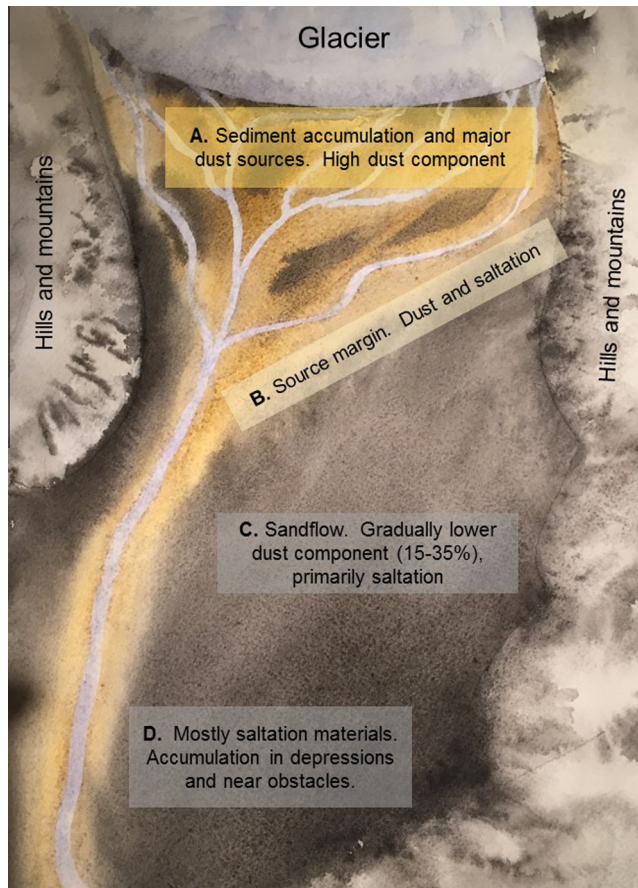 Glacier
A. Sediment accumulation and major
dust sources. High dust component
Hills and mountains
Hills and mountains
B. Source margin. Dust and saltation
C. Sandflow. Gradually lower
dust component (15-35%),
primarily saltation
D. Mostly saltation materials.
Accumulation in depressions
and near obstacles.